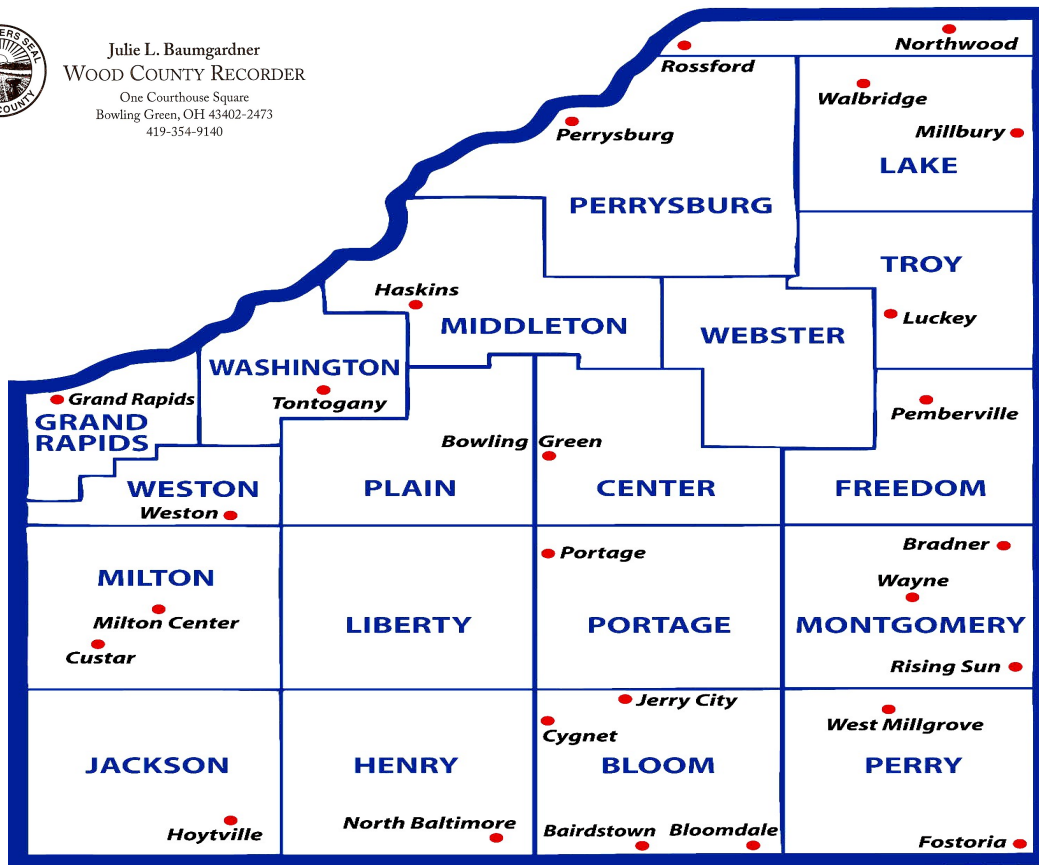 ERS SEAL
COUNTY
Julie L. Baumgardner
WOOD COUNTY RECORDER
One Courthouse Square
Bowling Green, OH 43402-2473
419-354-9140
Northwood
Rossford
Walbridge
Perrysburg
Millbury
LAKE
PERRYSBURG
TROY
Haskins
Luckey
MIDDLETON
WEBSTER
WASHINGTON
Grand Rapids
Tontogany
Pemberville
GRAND
RAPIDS
Bowling Green
WESTON
PLAIN
CENTER
FREEDOM
Weston
Bradner
Portage
MILTON
Wayne
Milton Center
LIBERTY
PORTAGE
MONTGOMERY
Custar
Rising Sun
Jerry City
West Millgrove
Cygnet
JACKSON
HENRY
BLOOM
PERRY
North Baltimore
Hoytville
Bairdstown
Bloomdale
Fostoria